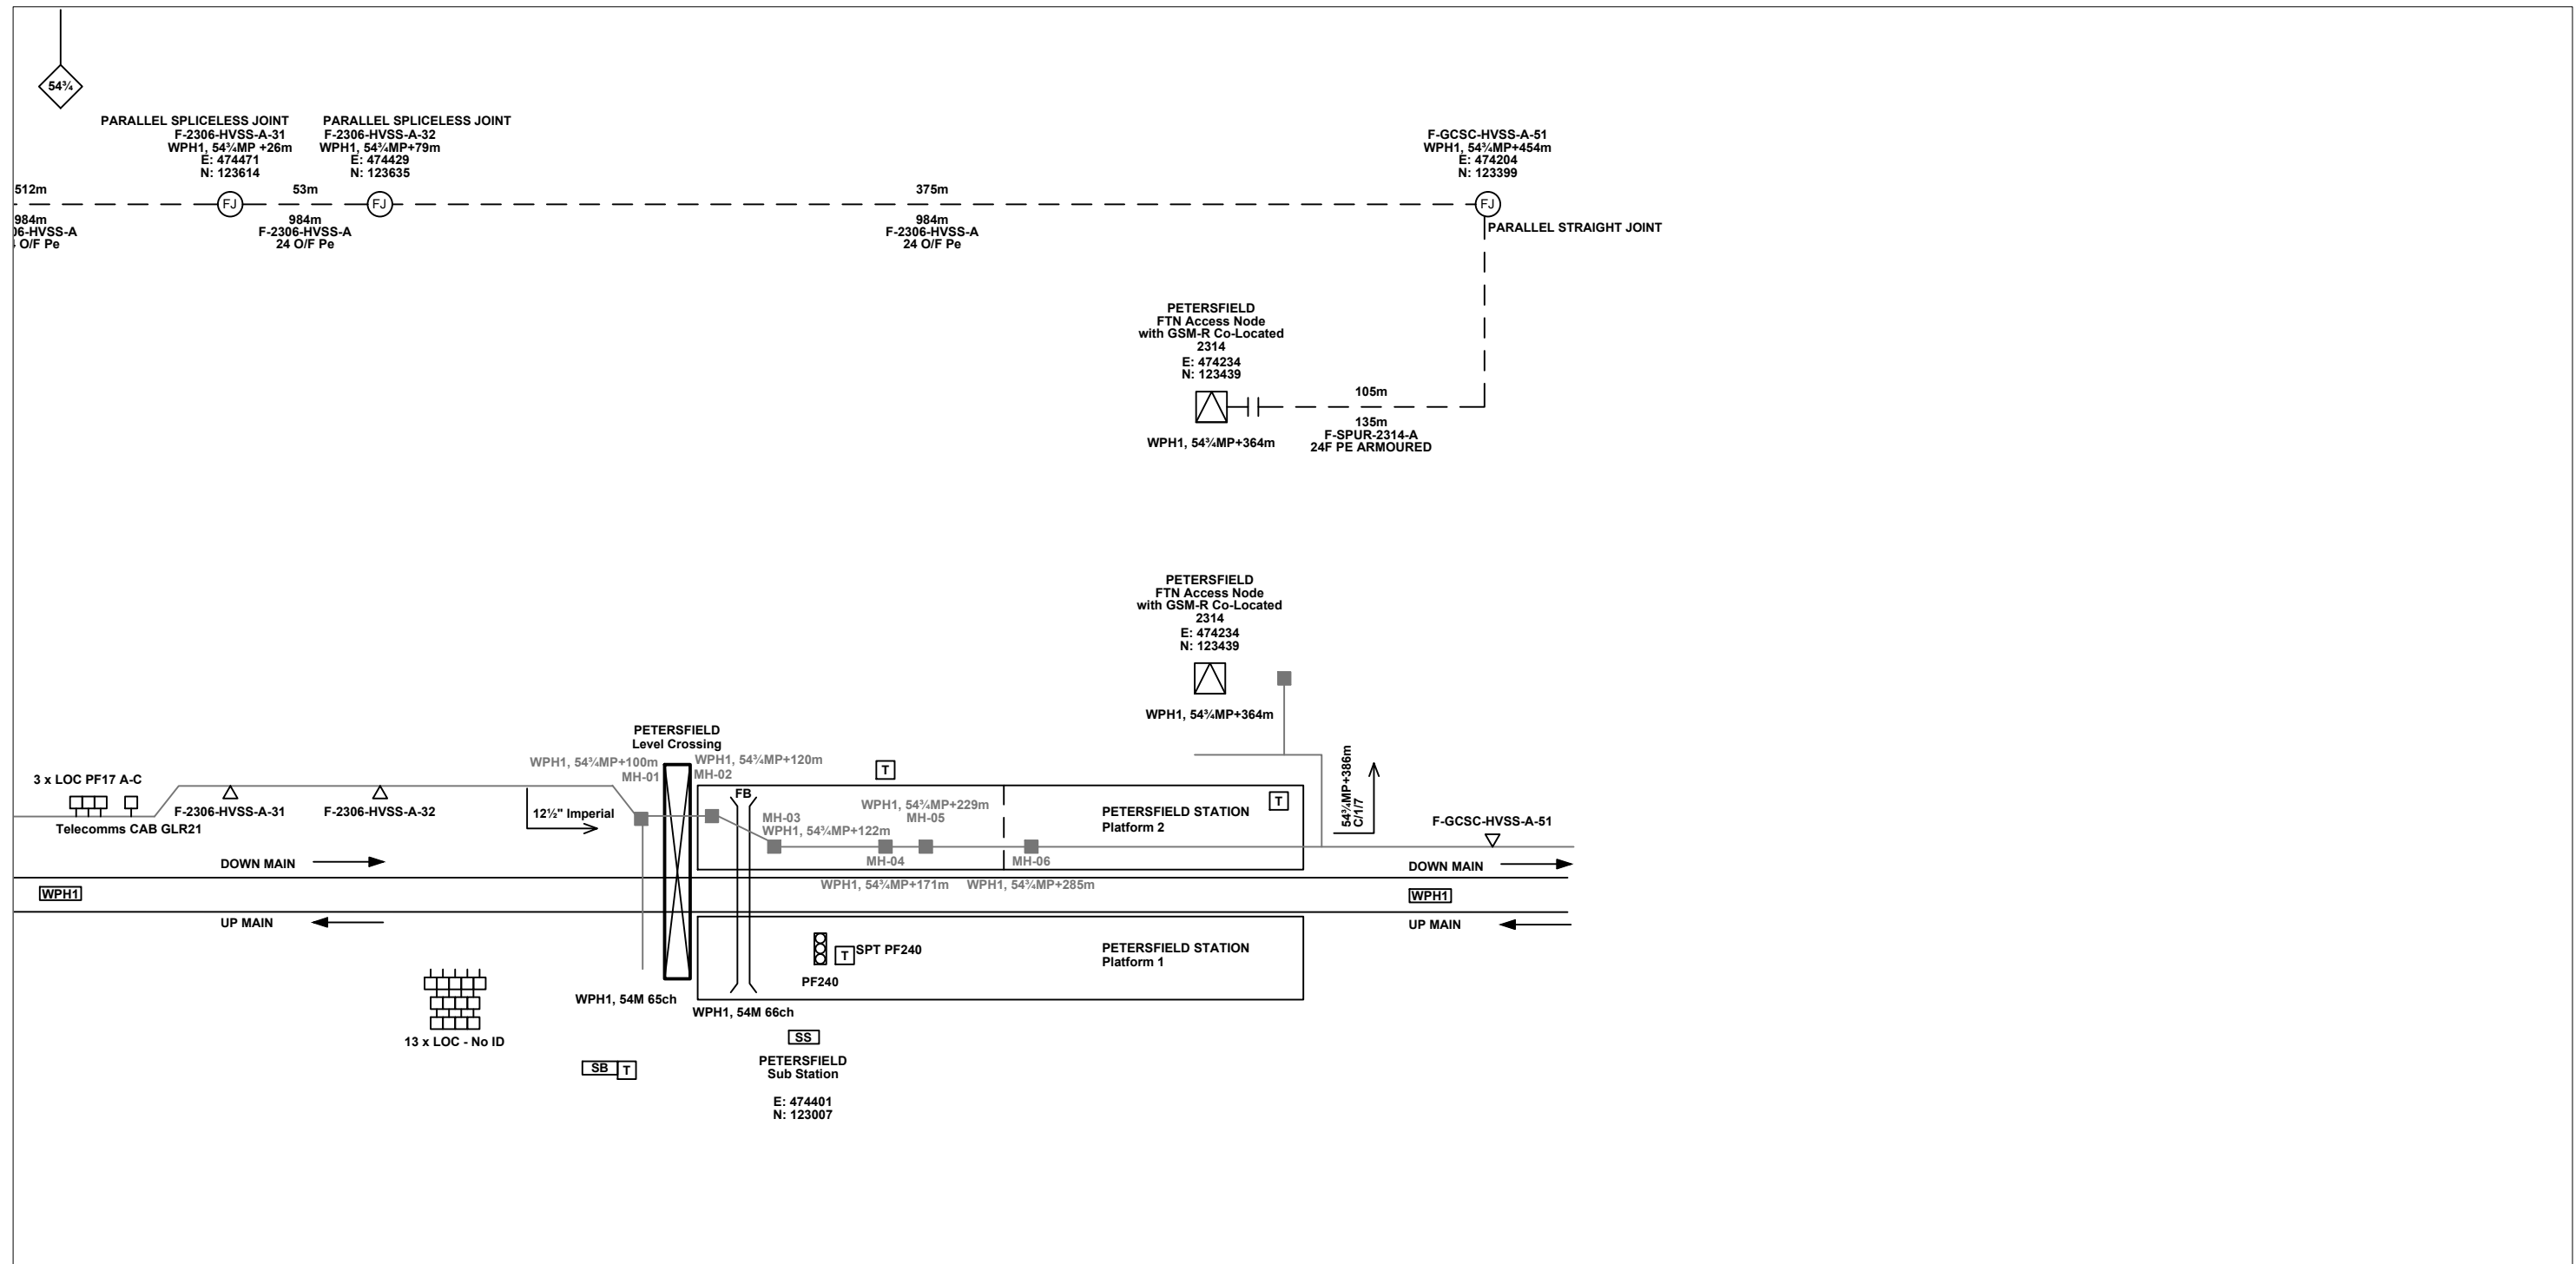 54¾
PARALLEL SPLICELESS JOINT
F-2306-HVSS-A-31
WPH1, 54¾MP +26m
E: 474471
N: 123614
PARALLEL SPLICELESS JOINT
F-2306-HVSS-A-32
WPH1, 54¾MP+79m
E: 474429
N: 123635
F-GCSC-HVSS-A-51
WPH1, 54¾MP+454m
E: 474204
N: 123399
512m
FJ
53m
FJ
375m
FJ
984m
06-HVSS-A
O/F Pe
984m
F-2306-HVSS-A
24 O/F Pe
984m
F-2306-HVSS-A
24 O/F Pe
PARALLEL STRAIGHT JOINT
PETERSFIELD
FTN Access Node
with GSM-R Co-Located
2314
E: 474234
N: 123439
WPH1, 54¾MP+364m
105m
135m
F-SPUR-2314-A
24F PE ARMOURED
PETERSFIELD
FTN Access Node
with GSM-R Co-Located
2314
E: 474234
N: 123439
WPH1, 54¾MP+364m
PETERSFIELD
Level Crossing
WPH1, 54¾MP+100m
MH-01
WPH1, 54¾MP+120m
MH-02
3 x LOC PF17 A-C
Telecomms CAB GLR21
F-2306-HVSS-A-31
F-2306-HVSS-A-32
12½" Imperial
FB
T
MH-03
WPH1, 54¾MP+122m
WPH1, 54¾MP+229m
MH-05
MH-04
WPH1, 54¾MP+171m
MH-06
WPH1, 54¾MP+285m
PETERSFIELD STATION
Platform 2
T
54¾MP+386m
C/1/7
F-GCSC-HVSS-A-51
DOWN MAIN
DOWN MAIN
WPH1
WPH1
UP MAIN
UP MAIN
T
SPT PF240
PF240
PETERSFIELD STATION
Platform 1
WPH1, 54M 65ch
WPH1, 54M 66ch
13 x LOC - No ID
SB
T
SS
PETERSFIELD
Sub Station
E: 474401
N: 123007